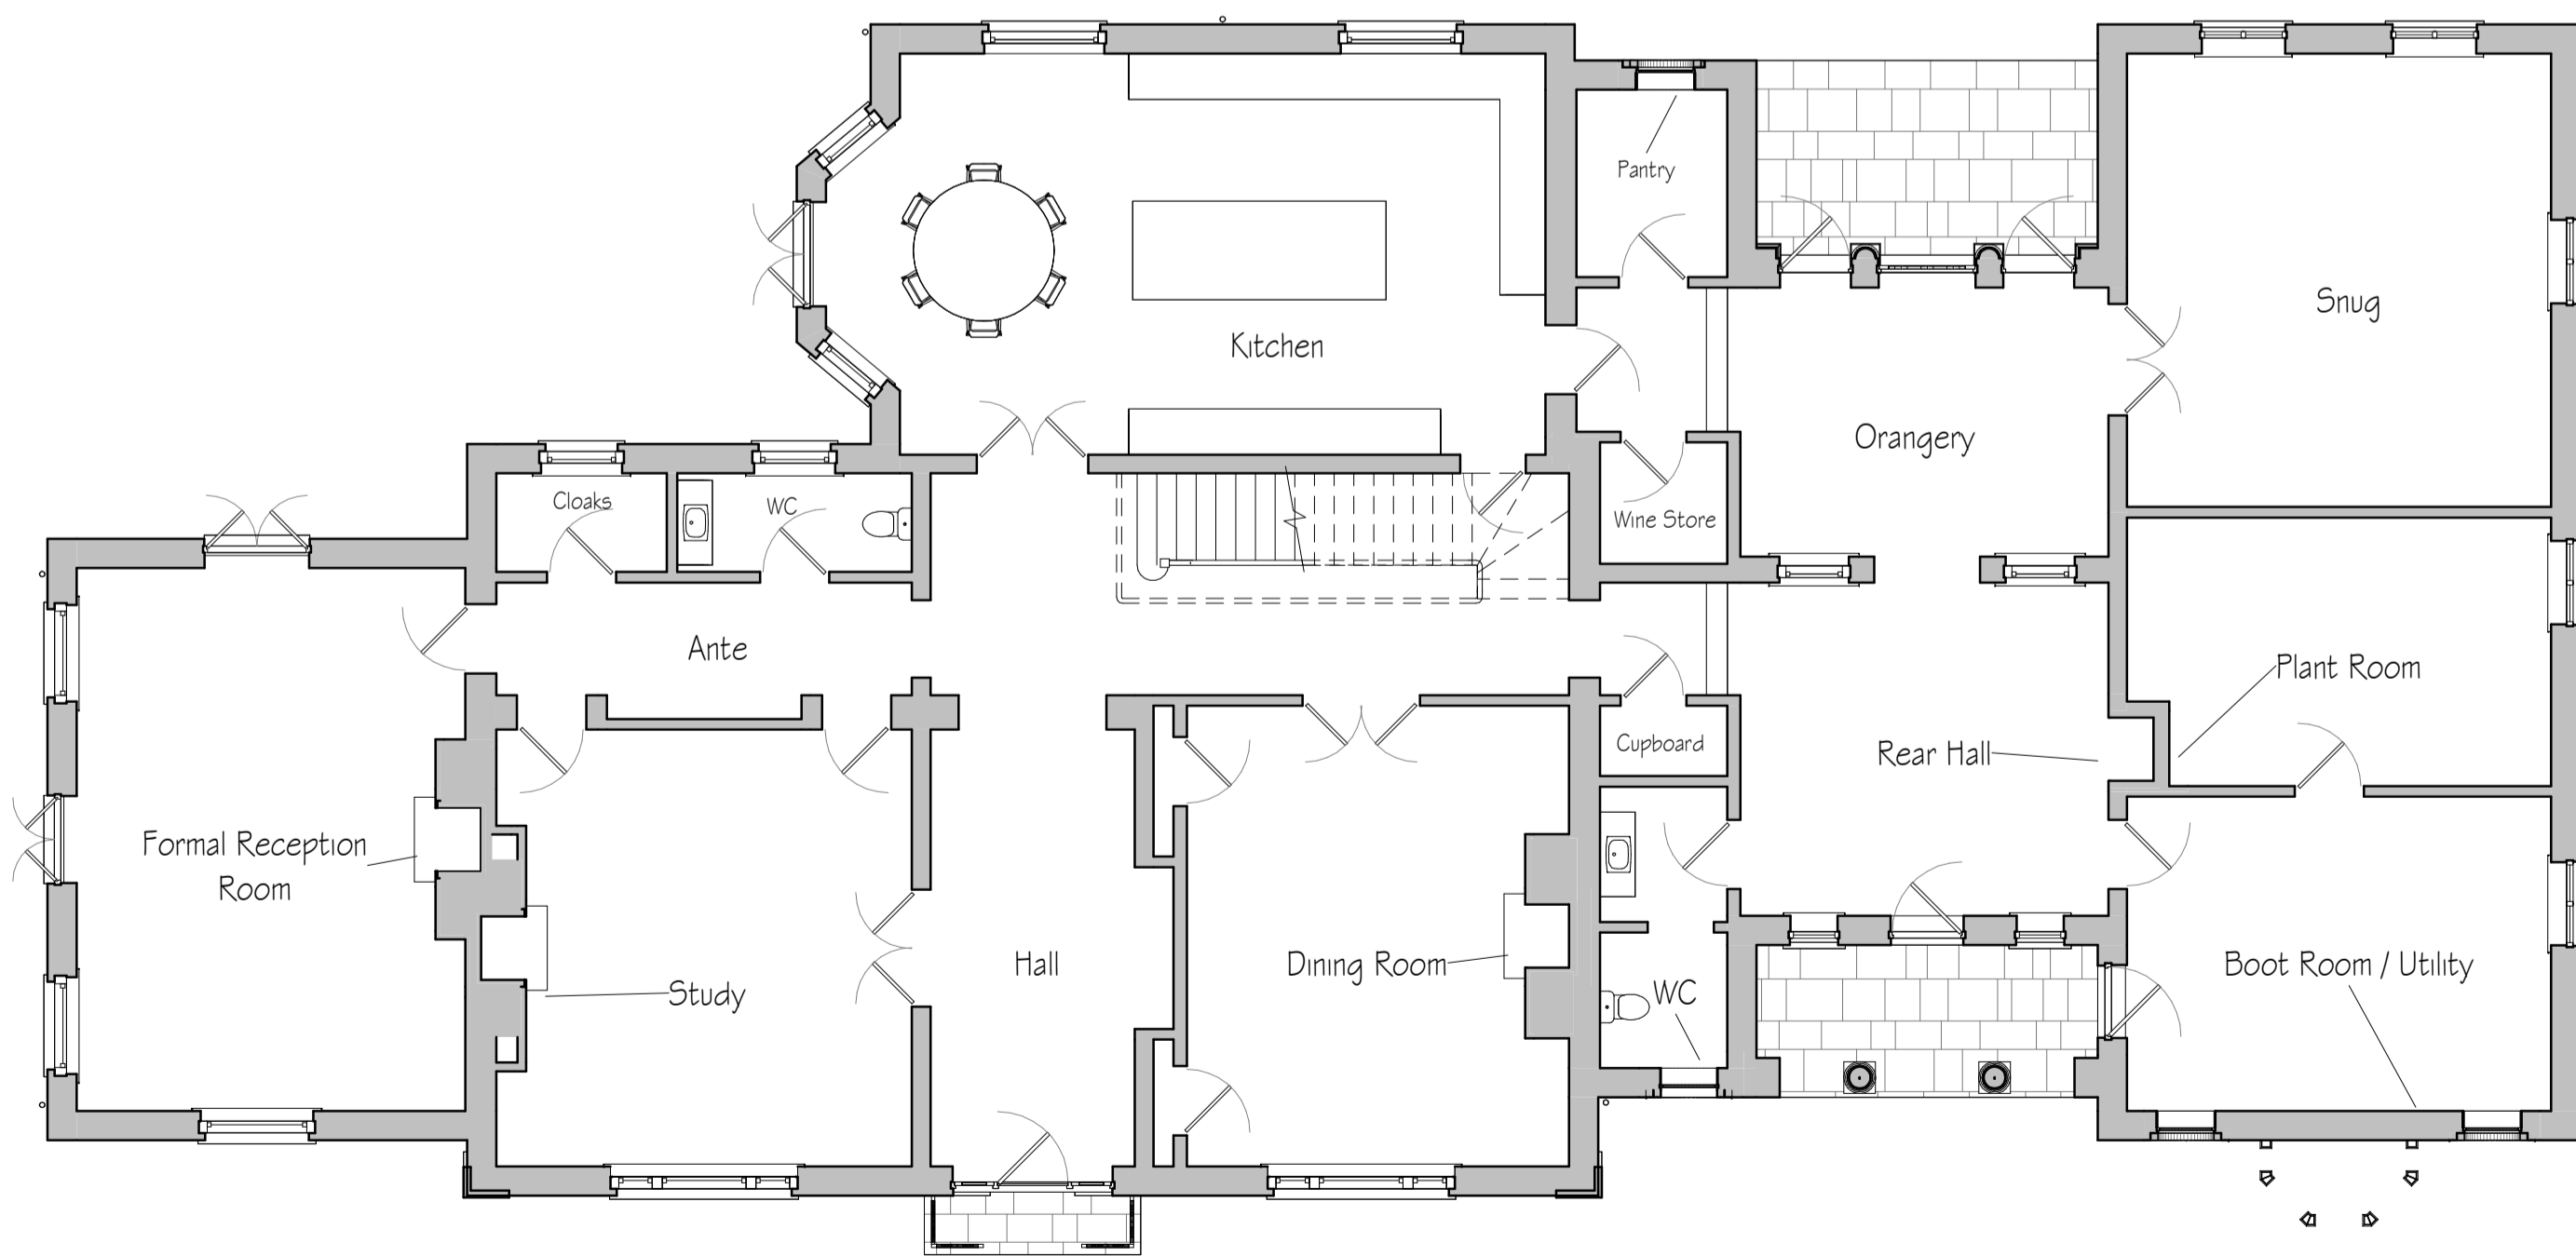 Pantry
Snug
Kitchen
Orangery
Cloaks
WC
Wine Store
Ante
Plant Room
Cupboard
Rear Hall
Formal Reception
Room
Hall
Dining Room
Boot Room / Utility
Study
WC